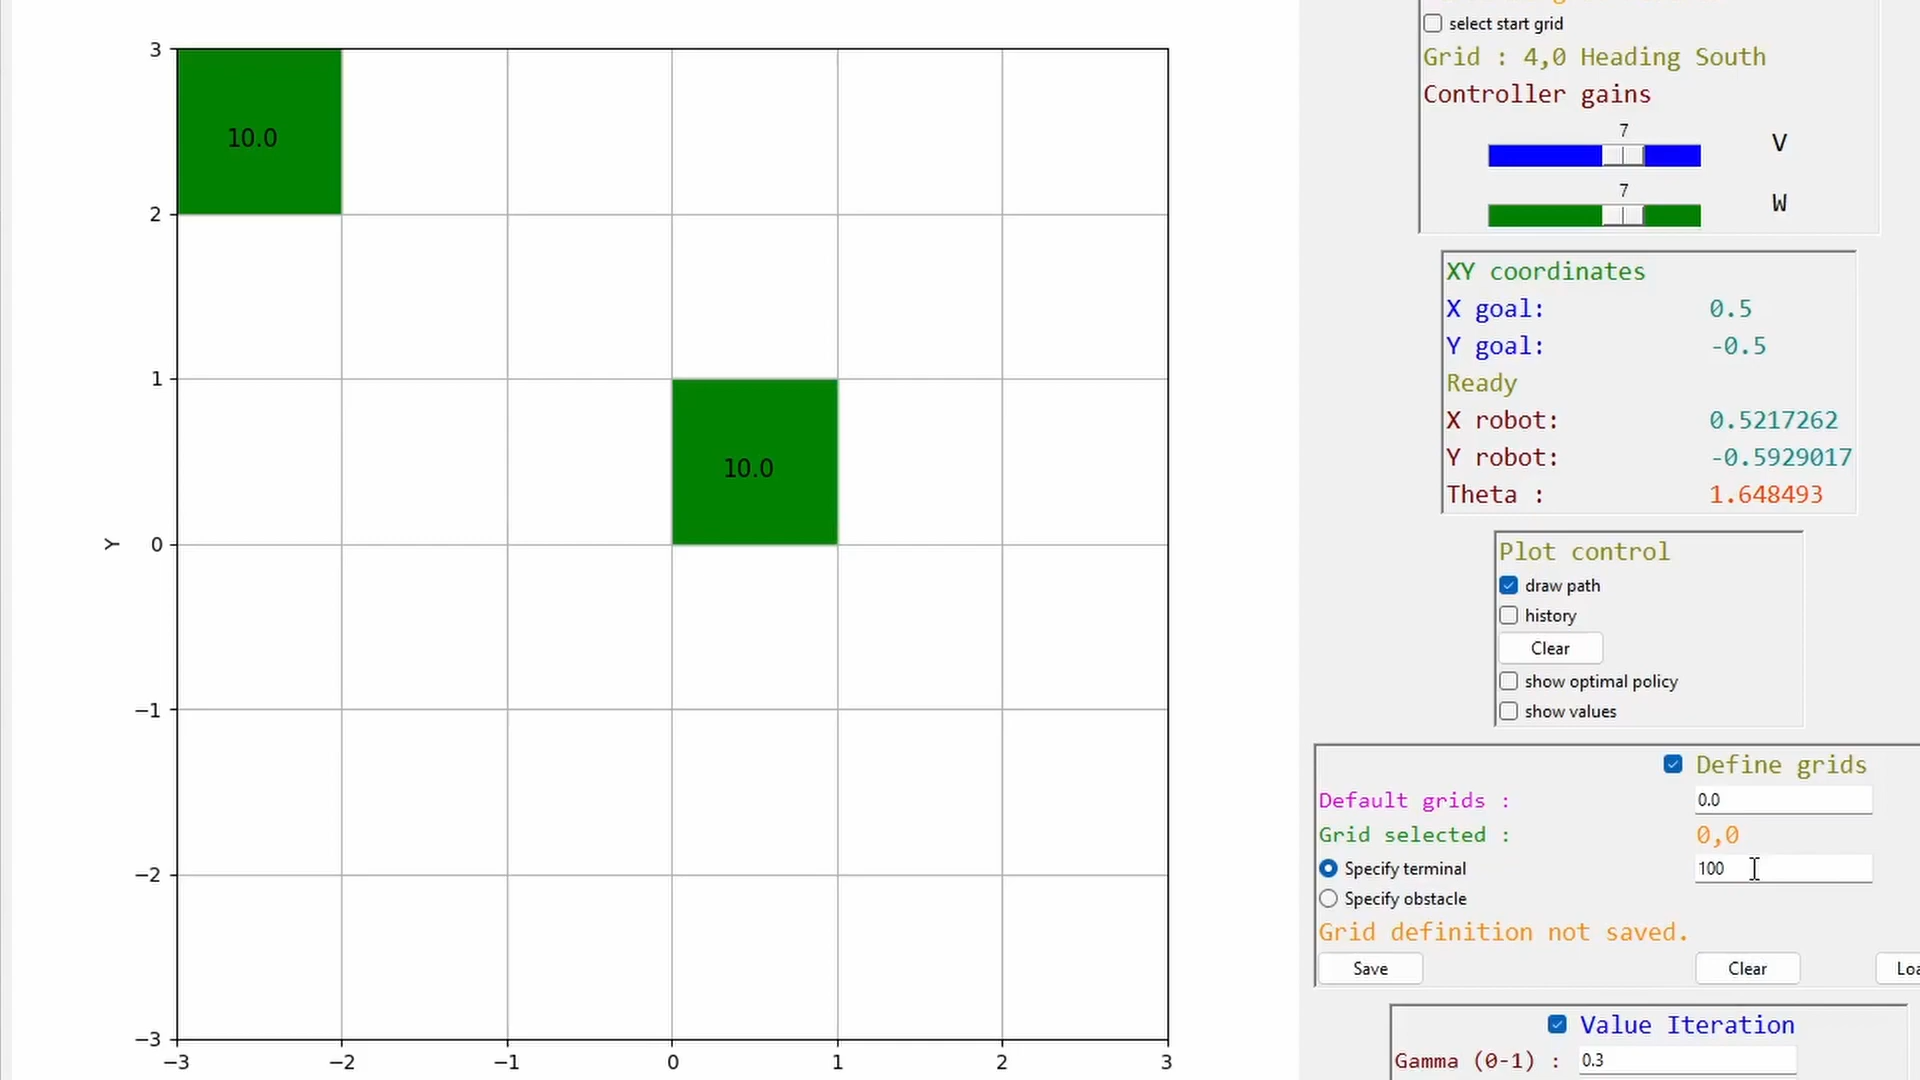 3
2
1
0
−1
−2
−3
Y
−3 −2 −1 0 1 2 3
10.0
10.0
select start grid
Grid : 4,0 Heading South
Controller gains
7
V
7
W
XY coordinates
X goal: 0.5
Y goal: -0.5
Ready
X robot: 0.5217262
Y robot: -0.5929017
Theta : 1.648493
Plot control
draw path
history
Clear
show optimal policy
show values
Define grids
Default grids : 0.0
Grid selected : 0,0
Specify terminal 100
Specify obstacle
Grid definition not saved.
Save Clear
Value Iteration
Gamma (0-1) : 0.3